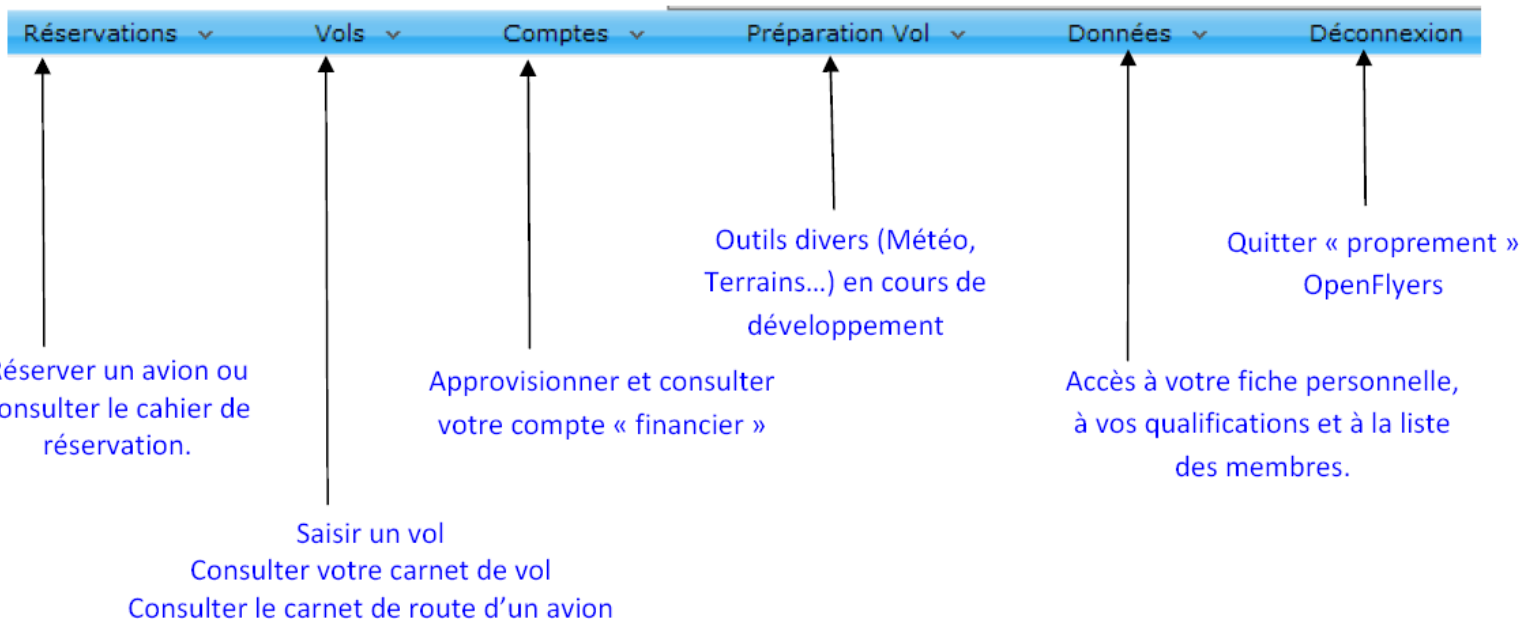 Réservations
Vols
Comptes
Préparation Vol
Données
Déconnexion
Outils divers (Météo,
Terrains…) en cours de
développement
Quitter « proprement »
OpenFlyers
Réserver un avion ou
consulter le cahier de
réservation.
Approvisionner et consulter
votre compte « financier »
Accès à votre fiche personnelle,
à vos qualifications et à la liste
des membres.
Saisir un vol
Consulter votre carnet de vol
Consulter le carnet de route d’un avion